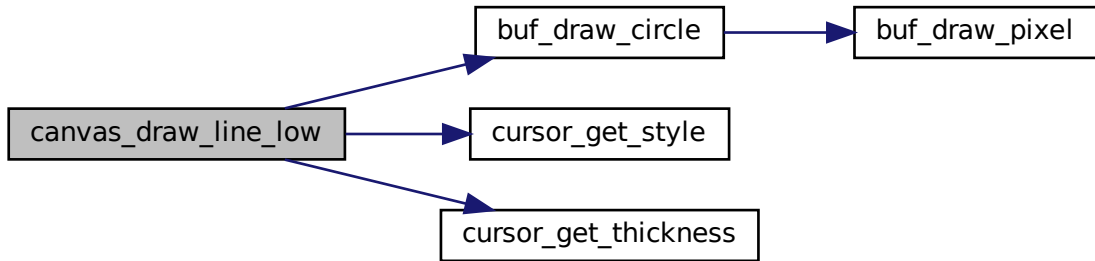 buf_draw_circle
buf_draw_pixel
canvas_draw_line_low
cursor_get_style
cursor_get_thickness